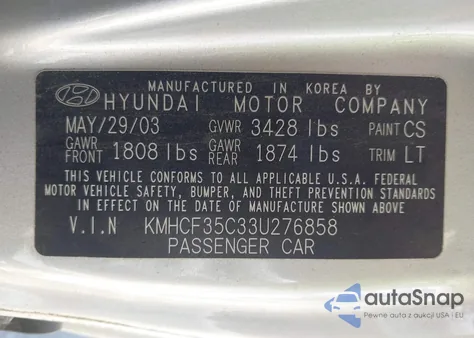 MANUFACTURED IN KOREA BY
HYUNDAI MOTOR COMPANY
MAY/29/03 GVWR 3428 lbs PAINT CS
GAWR FRONT 1808 lbs GAWR REAR 1874 lbs TRIM LT
THIS VEHICLE CONFORMS TO ALL APPLICABLE U.S.A. FEDERAL
MOTOR VEHICLE SAFETY, BUMPER, AND THEFT PREVENTION STANDARDS
IN EFFECT ON THE DATE OF MANUFACTURE SHOWN ABOVE.
V.I.N KMHCF35C33U276858
PASSENGER CAR
autoSnap
Pewne auta z aukcji USA i EU